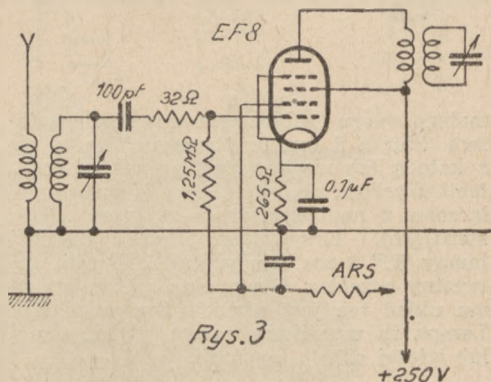 EF8
100pF
32Ω
1,25MΩ
265Ω
0,1µF
ARS
Rys.3
+250V